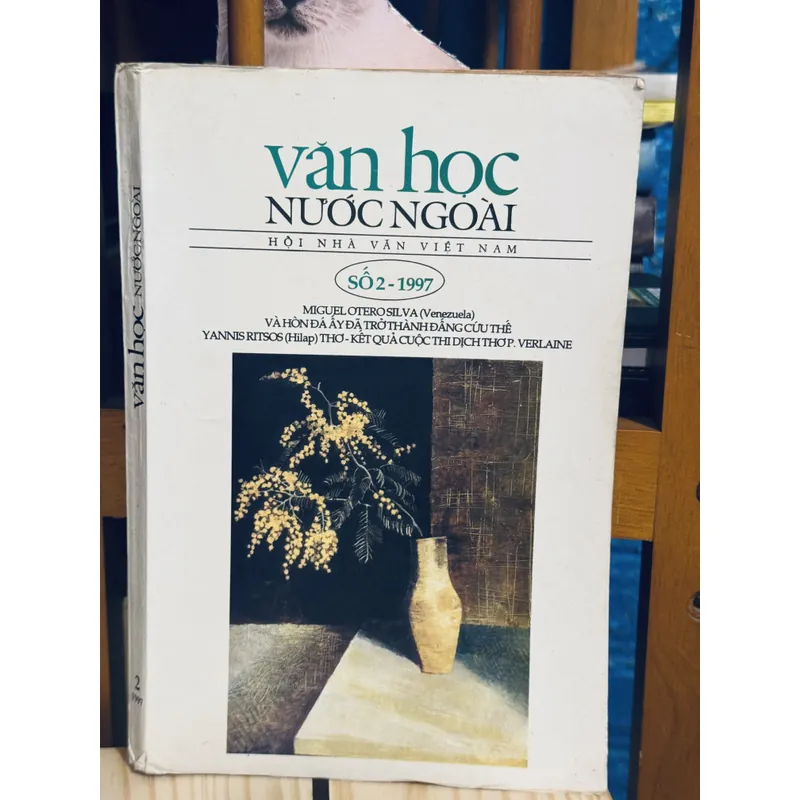 văn học
NƯỚC NGOÀI
HỘI NHÀ VĂN VIỆT NAM
SỐ 2 - 1997
MIGUEL OTERO SILVA (Venezuela)
VÀ HÒN ĐÁ ẤY ĐÃ TRỞ THÀNH ĐẤNG CỨU THẾ
YANNIS RITSOS (Hilap) THƠ - KẾT QUẢ CUỘC THI DỊCH THƠ P. VERLAINE
văn học NƯỚC NGOÀI
2
1997